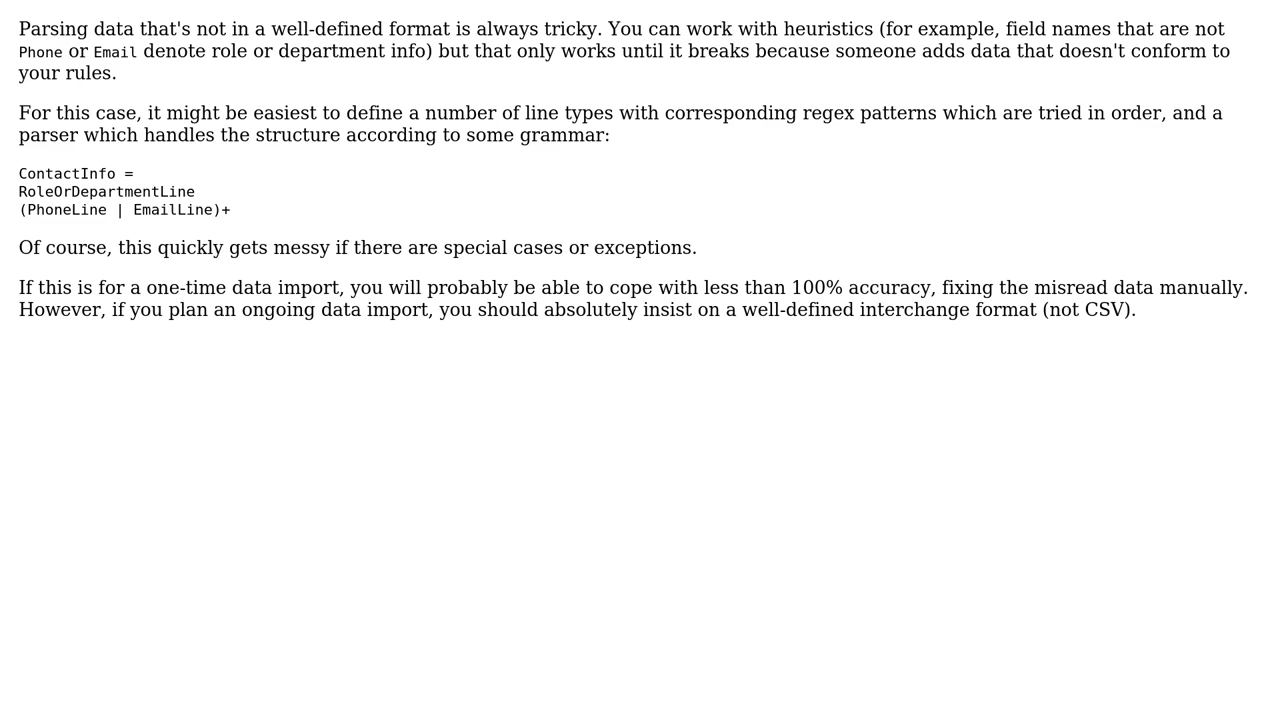 Parsing data that's not in a well-defined format is always tricky. You can work with heuristics (for example, field names that are not
Phone or Email denote role or department info) but that only works until it breaks because someone adds data that doesn't conform to
your rules.
For this case, it might be easiest to define a number of line types with corresponding regex patterns which are tried in order, and a
parser which handles the structure according to some grammar:
ContactInfo =
RoleOrDepartmentLine
(PhoneLine | EmailLine)+
Of course, this quickly gets messy if there are special cases or exceptions.
If this is for a one-time data import, you will probably be able to cope with less than 100% accuracy, fixing the misread data manually.
However, if you plan an ongoing data import, you should absolutely insist on a well-defined interchange format (not CSV).